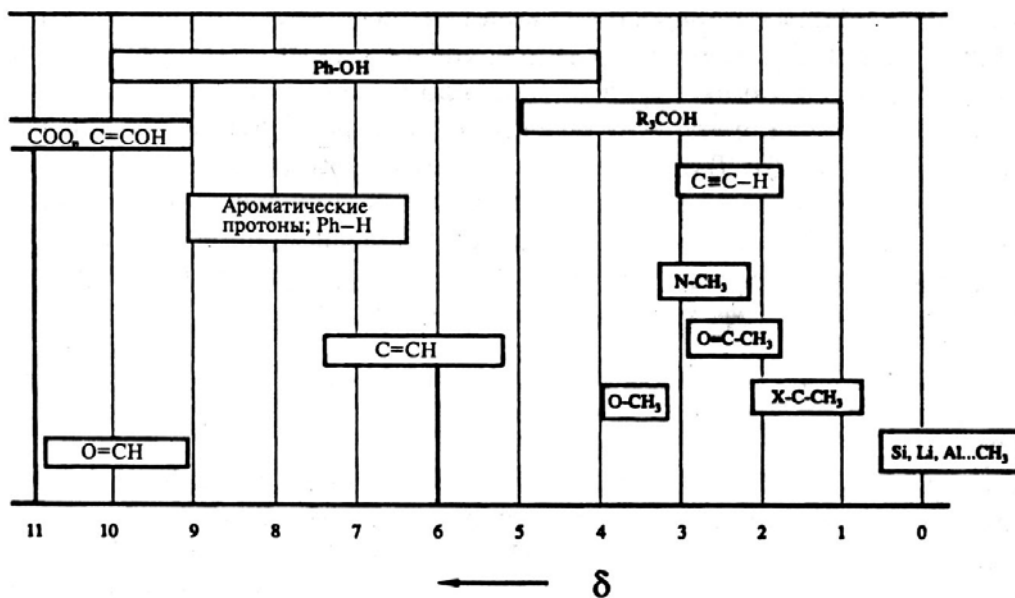 Ph-OH
R₃COH
COOₙ C=COH
C≡C–H
Ароматические
протоны; Ph–H
N-CH₃
O=C-CH₃
C=CH
O-CH₃
X-C-CH₃
O=CH
Si, Li, Al...CH₃
11 10 9 8 7 6 5 4 3 2 1 0
δ